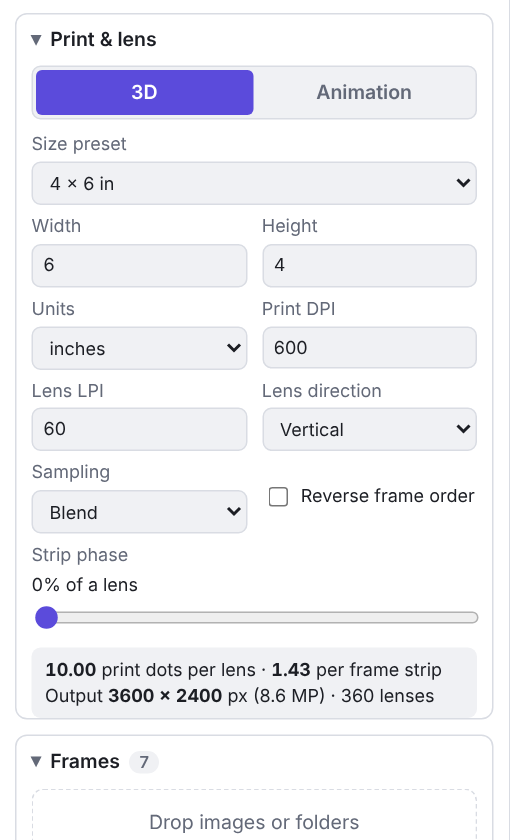 ▼ Print & lens
3D Animation
Size preset
4 × 6 in
Width Height
6 4
Units Print DPI
inches 600
Lens LPI Lens direction
60 Vertical
Sampling
Blend Reverse frame order
Strip phase
0% of a lens
10.00 print dots per lens · 1.43 per frame strip
Output 3600 × 2400 px (8.6 MP) · 360 lenses
▼ Frames 7
Drop images or folders